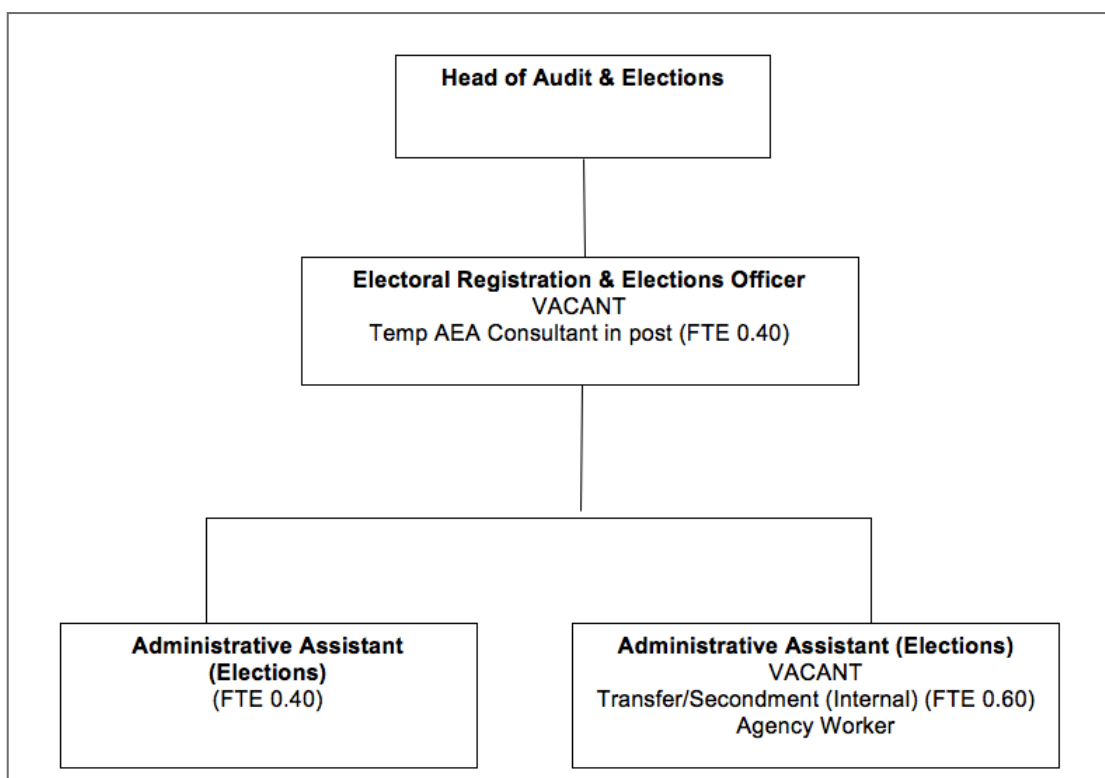 Head of Audit & Elections
Electoral Registration & Elections Officer
VACANT
Temp AEA Consultant in post (FTE 0.40)
Administrative Assistant
(Elections)
(FTE 0.40)
Administrative Assistant (Elections)
VACANT
Transfer/Secondment (Internal) (FTE 0.60)
Agency Worker